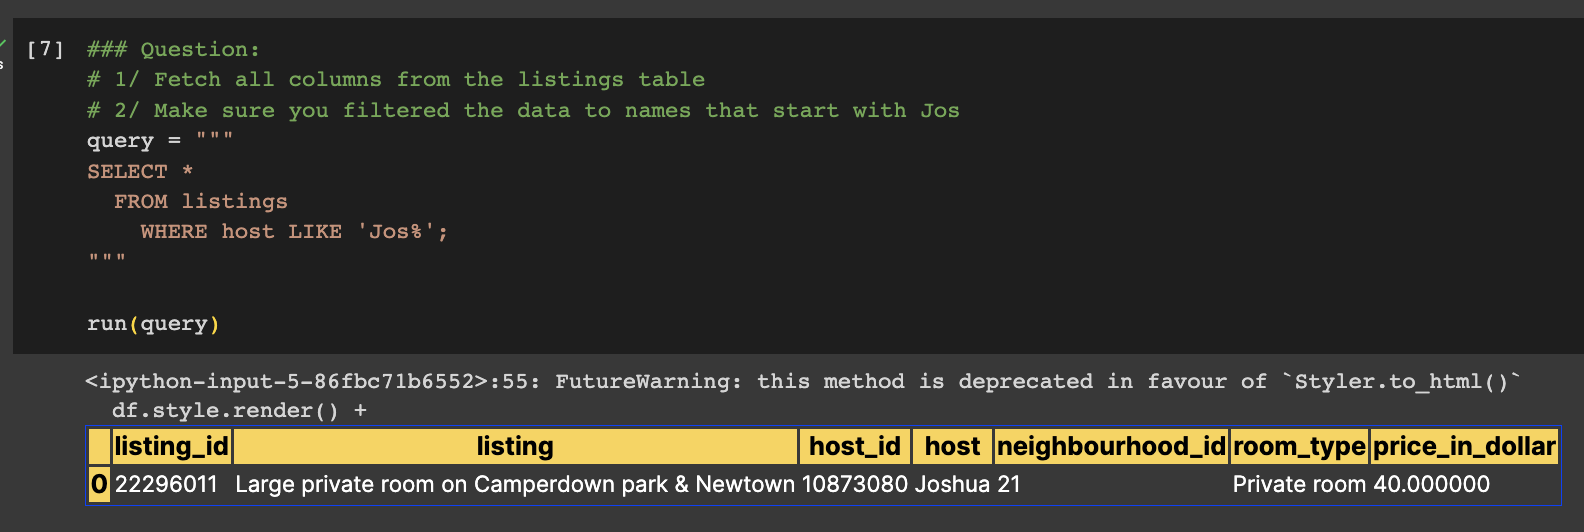 [7] ### Question:
# 1/ Fetch all columns from the listings table
# 2/ Make sure you filtered the data to names that start with Jos
query = """
SELECT *
  FROM listings
    WHERE host LIKE 'Jos%';
"""
run(query)
s
<ipython-input-5-86fbc71b6552>:55: FutureWarning: this method is deprecated in favour of `Styler.to_html()`
  df.style.render() +
listing_id listing host_id host neighbourhood_id room_type price_in_dollar
0 22296011 Large private room on Camperdown park & Newtown 10873080 Joshua 21 Private room 40.000000